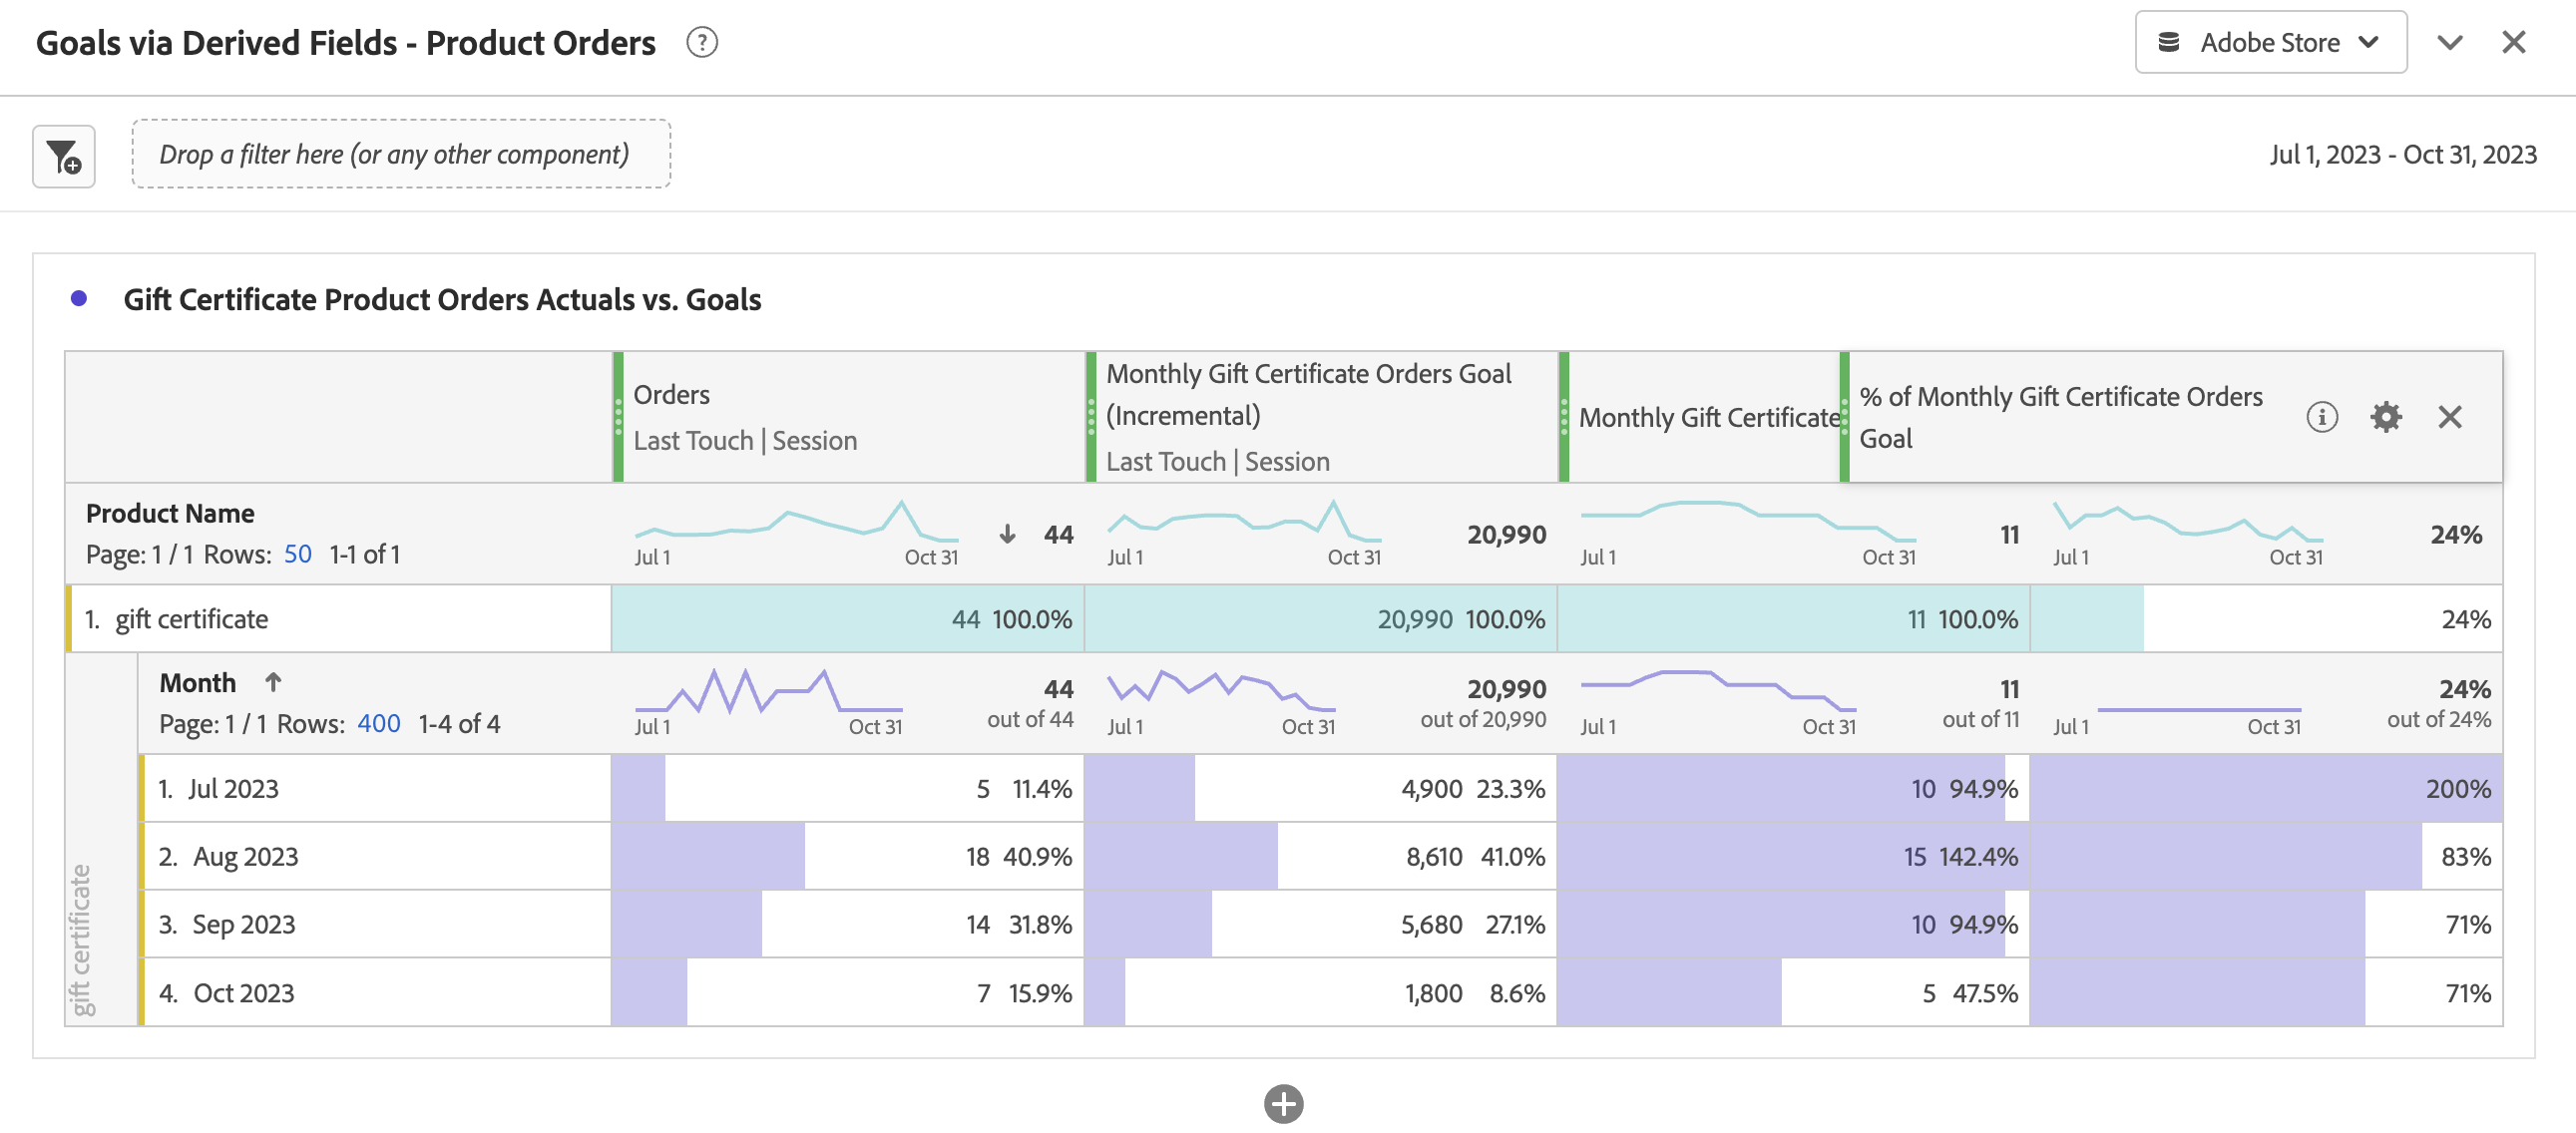 Goals via Derived Fields - Product Orders
Adobe Store
Drop a filter here (or any other component)
Jul 1, 2023 - Oct 31, 2023
Gift Certificate Product Orders Actuals vs. Goals
Orders
Last Touch | Session
Monthly Gift Certificate Orders Goal
(Incremental)
Last Touch | Session
Monthly Gift Certificate
% of Monthly Gift Certificate Orders
Goal
Product Name
Page: 1 / 1 Rows: 50 1-1 of 1
Jul 1 Oct 31 44
Jul 1 Oct 31 20,990
Jul 1 Oct 31 11
Jul 1 Oct 31 24%
1. gift certificate 44 100.0% 20,990 100.0% 11 100.0% 24%
gift certificate
Month
Page: 1 / 1 Rows: 400 1-4 of 4
Jul 1 Oct 31 44
out of 44
Jul 1 Oct 31 20,990
out of 20,990
Jul 1 Oct 31 11
out of 11
Jul 1 Oct 31 24%
out of 24%
1. Jul 2023 5 11.4% 4,900 23.3% 10 94.9% 200%
2. Aug 2023 18 40.9% 8,610 41.0% 15 142.4% 83%
3. Sep 2023 14 31.8% 5,680 27.1% 10 94.9% 71%
4. Oct 2023 7 15.9% 1,800 8.6% 5 47.5% 71%